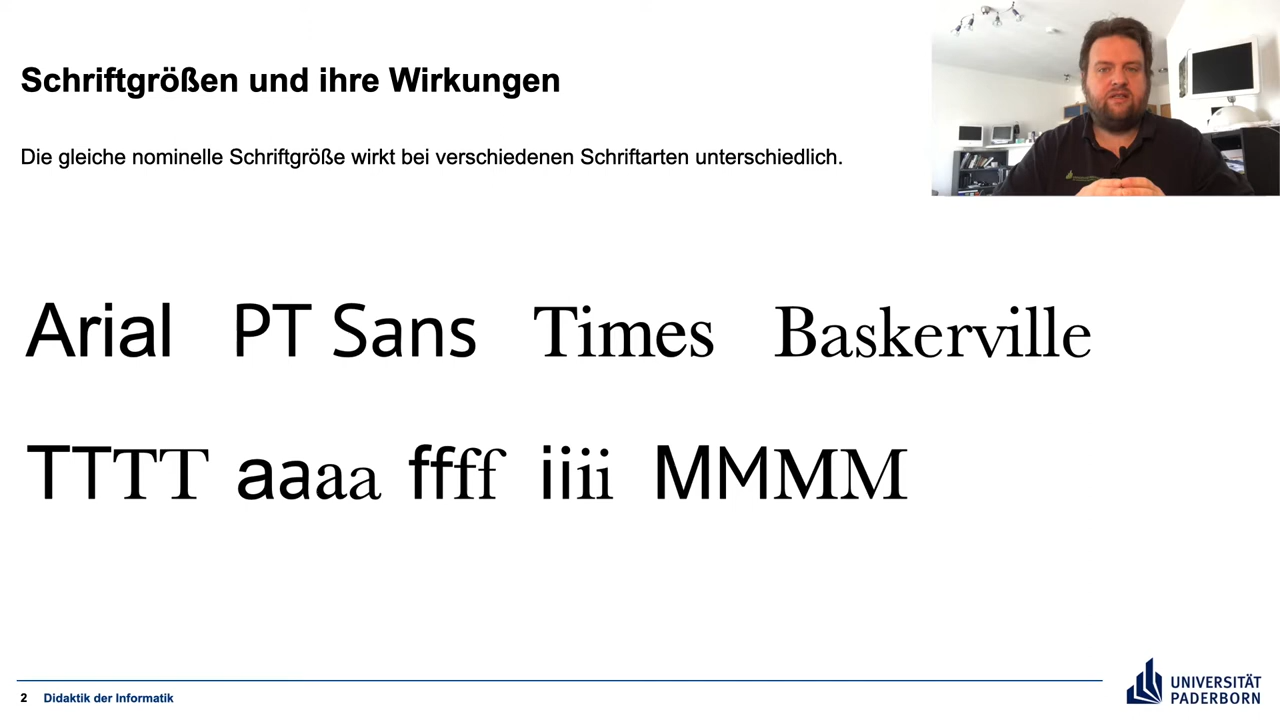 Schriftgrößen und ihre Wirkungen
Die gleiche nominelle Schriftgröße wirkt bei verschiedenen Schriftarten unterschiedlich.
Arial PT Sans Times Baskerville
TTTT aaaa ffff iiii MMMM
2 Didaktik der Informatik
UNIVERSITÄT
PADERBORN